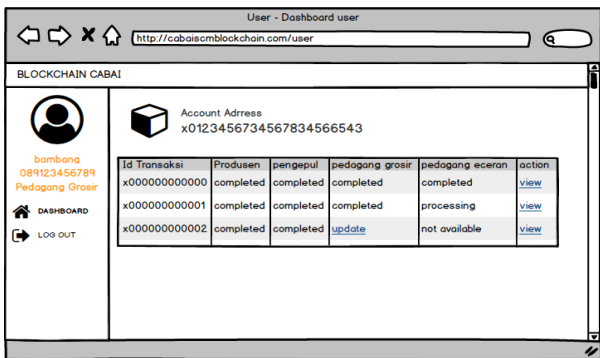 User - Dashboard user
http://cabaiscmblockchain.com/user
BLOCKCHAIN CABAI
bambang
089123456789
Pedagang Grosir
DASHBOARD
LOG OUT
Account Adrress
x0123456734567834566543
Id Transaksi Produsen pengepul pedagang grosir pedagang eceran action
x000000000000 completed completed completed completed view
x000000000001 completed completed completed processing view
x000000000002 completed completed update not available view